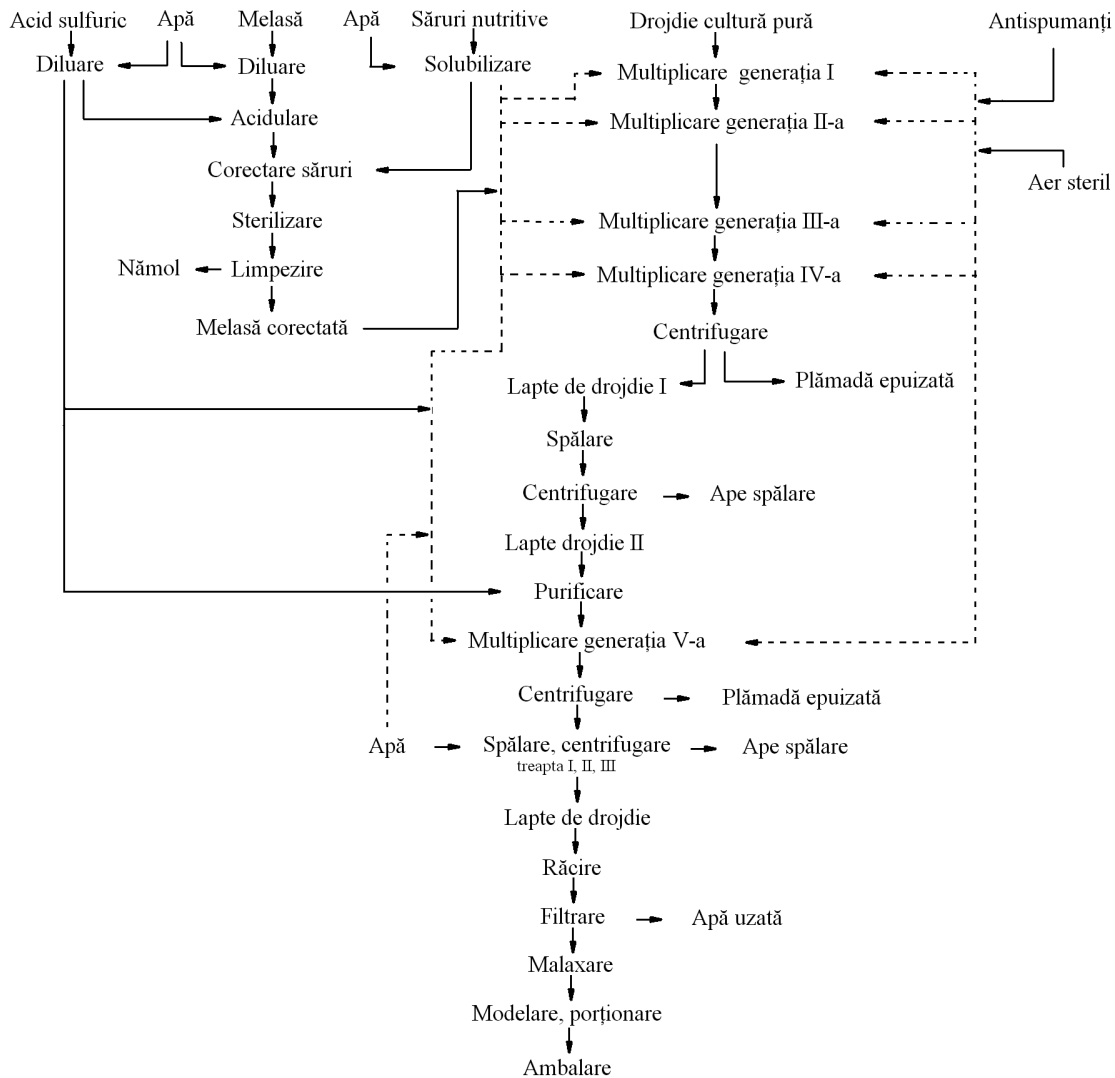 Acid sulfuric
Apă
Melasă
Apă
Săruri nutritive
Drojdie cultură pură
Antispumanți
Diluare
Diluare
Solubilizare
Multiplicare generația I
Acidulare
Multiplicare generația II-a
Corectare săruri
Aer steril
Sterilizare
Multiplicare generația III-a
Nămol
Limpezire
Multiplicare generația IV-a
Melasă corectată
Centrifugare
Lapte de drojdie I
Plămadă epuizată
Spălare
Centrifugare
Ape spălare
Lapte drojdie II
Purificare
Multiplicare generația V-a
Centrifugare
Plămadă epuizată
Apă
Spălare, centrifugare
Ape spălare
treapta I, II, III
Lapte de drojdie
Răcire
Filtrare
Apă uzată
Malaxare
Modelare, porționare
Ambalare